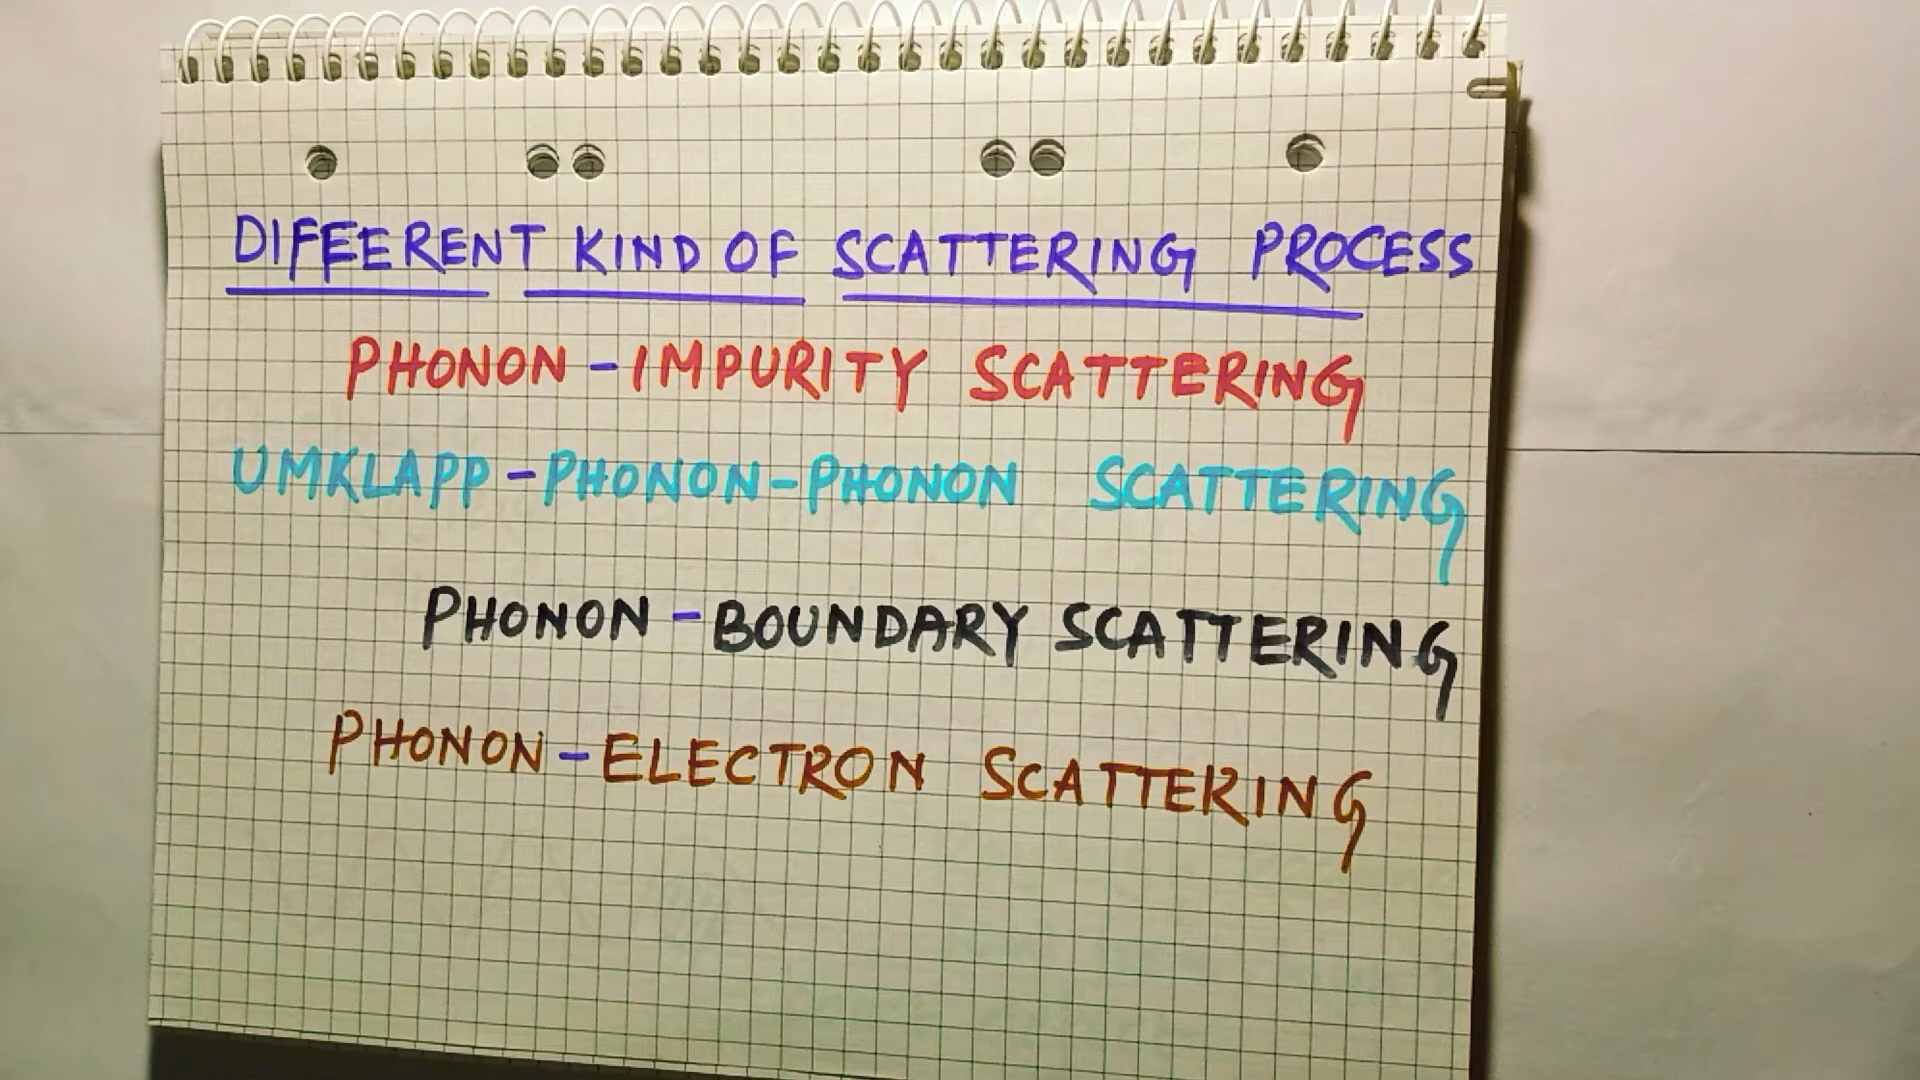 DIFFERENT KIND OF SCATTERING PROCESS
PHONON-IMPURITY SCATTERING
UMKLAPP-PHONON-PHONON SCATTERING
PHONON-BOUNDARY SCATTERING
PHONON-ELECTRON SCATTERING